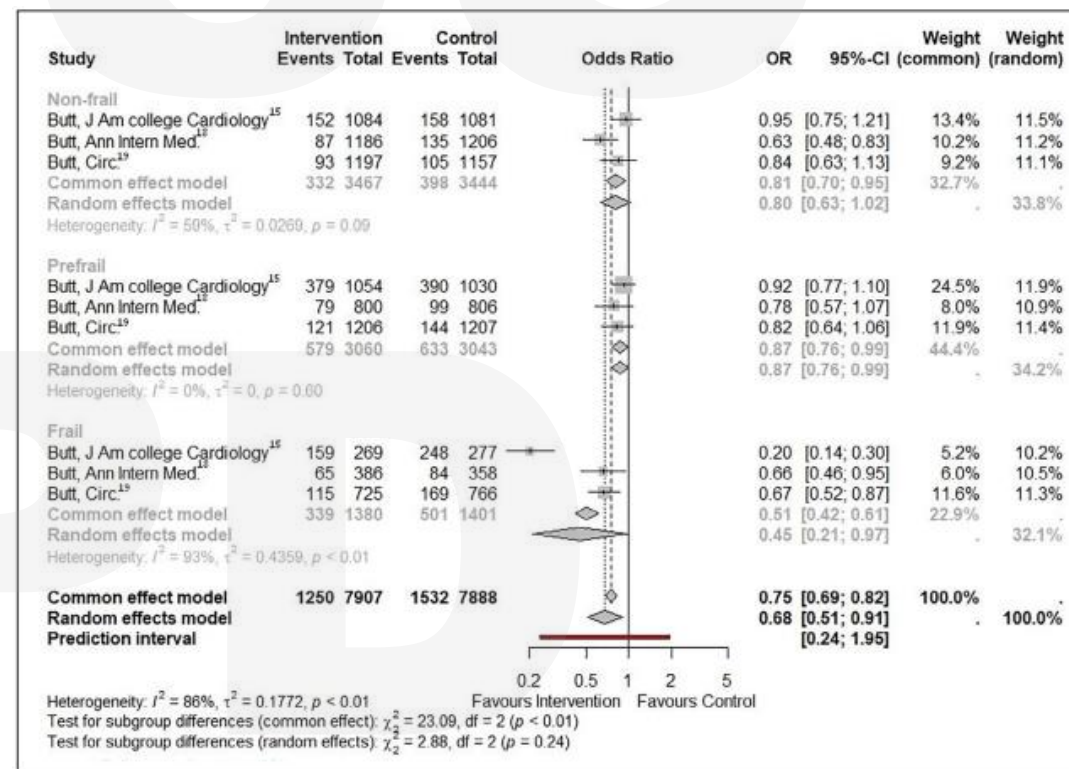 Intervention Control Weight Weight
Study Events Total Events Total Odds Ratio OR 95%-CI (common) (random)
Non-frail
Butt, J Am college Cardiology15 152 1084 158 1081 0.95 [0.75; 1.21] 13.4% 11.5%
Butt, Ann Intern Med. 87 1186 135 1206 0.63 [0.48; 0.83] 10.2% 11.2%
Butt, Circ.19 93 1197 105 1157 0.84 [0.63; 1.13] 9.2% 11.1%
Common effect model 332 3467 398 3444 0.81 [0.70; 0.95] 32.7% .
Random effects model 0.80 [0.63; 1.02] . 33.8%
Heterogeneity: I² = 59%, τ² = 0.0269, p = 0.09
Prefrail
Butt, J Am college Cardiology15 379 1054 390 1030 0.92 [0.77; 1.10] 24.5% 11.9%
Butt, Ann Intern Med. 79 800 99 806 0.78 [0.57; 1.07] 8.0% 10.9%
Butt, Circ.19 121 1206 144 1207 0.82 [0.64; 1.06] 11.9% 11.4%
Common effect model 579 3060 633 3043 0.87 [0.76; 0.99] 44.4% .
Random effects model 0.87 [0.76; 0.99] . 34.2%
Heterogeneity: I² = 0%, τ² = 0, p = 0.60
Frail
Butt, J Am college Cardiology15 159 269 248 277 0.20 [0.14; 0.30] 5.2% 10.2%
Butt, Ann Intern Med. 65 386 84 358 0.66 [0.46; 0.95] 6.0% 10.5%
Butt, Circ.19 115 725 169 766 0.67 [0.52; 0.87] 11.6% 11.3%
Common effect model 339 1380 501 1401 0.51 [0.42; 0.61] 22.9% .
Random effects model 0.45 [0.21; 0.97] . 32.1%
Heterogeneity: I² = 93%, τ² = 0.4359, p < 0.01
Common effect model 1250 7907 1532 7888 0.75 [0.69; 0.82] 100.0% .
Random effects model 0.68 [0.51; 0.91] . 100.0%
Prediction interval [0.24; 1.95]
0.2 0.5 1 2 5
Heterogeneity: I² = 86%, τ² = 0.1772, p < 0.01 Favours Intervention Favours Control
Test for subgroup differences (common effect): χ²₂ = 23.09, df = 2 (p < 0.01)
Test for subgroup differences (random effects): χ²₂ = 2.88, df = 2 (p = 0.24)